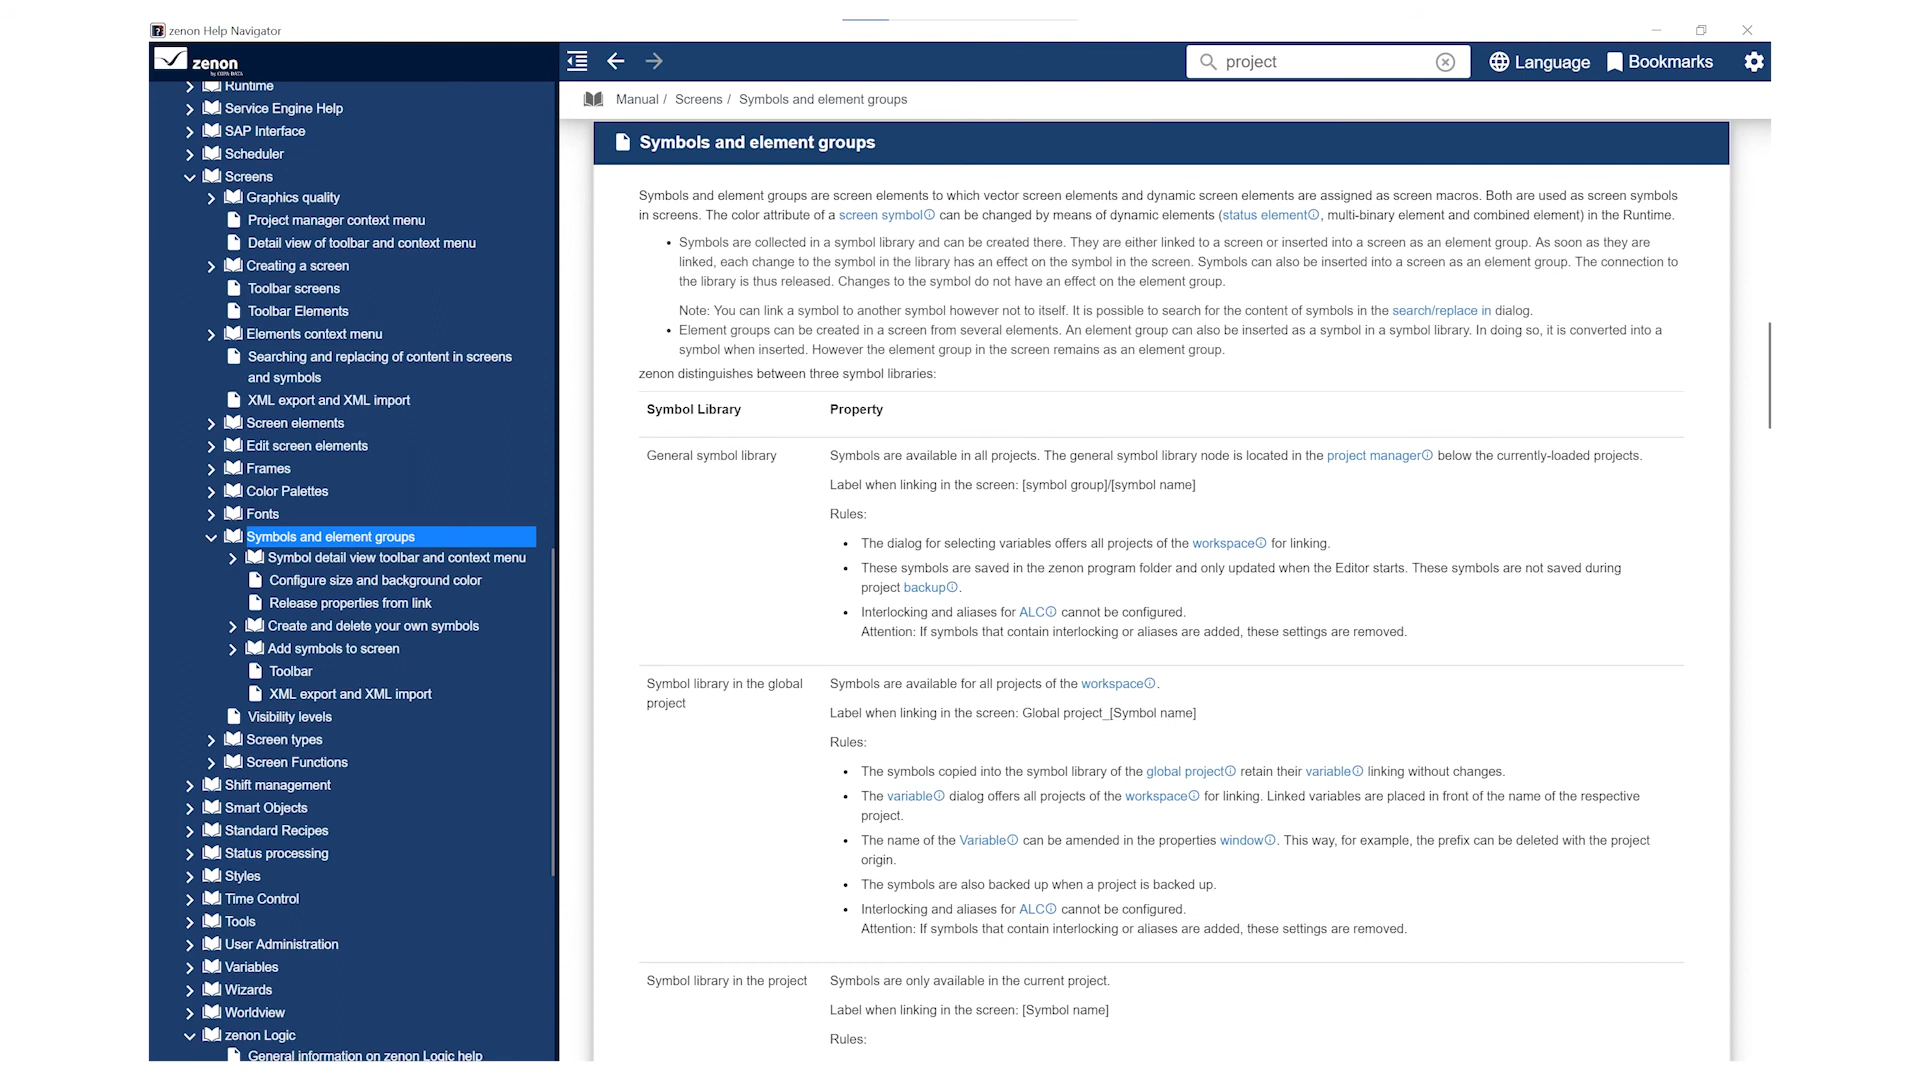 zenon Help Navigator
zenon
by COPA-DATA
project
Language
Bookmarks
Runtime
Service Engine Help
SAP Interface
Scheduler
Screens
Graphics quality
Project manager context menu
Detail view of toolbar and context menu
Creating a screen
Toolbar screens
Toolbar Elements
Elements context menu
Searching and replacing of content in screens
and symbols
XML export and XML import
Screen elements
Edit screen elements
Frames
Color Palettes
Fonts
Symbols and element groups
Symbol detail view toolbar and context menu
Configure size and background color
Release properties from link
Create and delete your own symbols
Add symbols to screen
Toolbar
XML export and XML import
Visibility levels
Screen types
Screen Functions
Shift management
Smart Objects
Standard Recipes
Status processing
Styles
Time Control
Tools
User Administration
Variables
Wizards
Worldview
zenon Logic
General information on zenon Logic help
Manual / Screens / Symbols and element groups
Symbols and element groups
Symbols and element groups are screen elements to which vector screen elements and dynamic screen elements are assigned as screen macros. Both are used as screen symbols
in screens. The color attribute of a screen symbol can be changed by means of dynamic elements (status element, multi-binary element and combined element) in the Runtime.
• Symbols are collected in a symbol library and can be created there. They are either linked to a screen or inserted into a screen as an element group. As soon as they are
linked, each change to the symbol in the library has an effect on the symbol in the screen. Symbols can also be inserted into a screen as an element group. The connection to
the library is thus released. Changes to the symbol do not have an effect on the element group.
Note: You can link a symbol to another symbol however not to itself. It is possible to search for the content of symbols in the search/replace in dialog.
• Element groups can be created in a screen from several elements. An element group can also be inserted as a symbol in a symbol library. In doing so, it is converted into a
symbol when inserted. However the element group in the screen remains as an element group.
zenon distinguishes between three symbol libraries:
Symbol Library Property
General symbol library Symbols are available in all projects. The general symbol library node is located in the project manager below the currently-loaded projects.
Label when linking in the screen: [symbol group]/[symbol name]
Rules:
• The dialog for selecting variables offers all projects of the workspace for linking.
• These symbols are saved in the zenon program folder and only updated when the Editor starts. These symbols are not saved during
project backup.
• Interlocking and aliases for ALC cannot be configured.
Attention: If symbols that contain interlocking or aliases are added, these settings are removed.
Symbol library in the global
project
Symbols are available for all projects of the workspace.
Label when linking in the screen: Global project_[Symbol name]
Rules:
• The symbols copied into the symbol library of the global project retain their variable linking without changes.
• The variable dialog offers all projects of the workspace for linking. Linked variables are placed in front of the name of the respective
project.
• The name of the Variable can be amended in the properties window. This way, for example, the prefix can be deleted with the project
origin.
• The symbols are also backed up when a project is backed up.
• Interlocking and aliases for ALC cannot be configured.
Attention: If symbols that contain interlocking or aliases are added, these settings are removed.
Symbol library in the project Symbols are only available in the current project.
Label when linking in the screen: [Symbol name]
Rules: